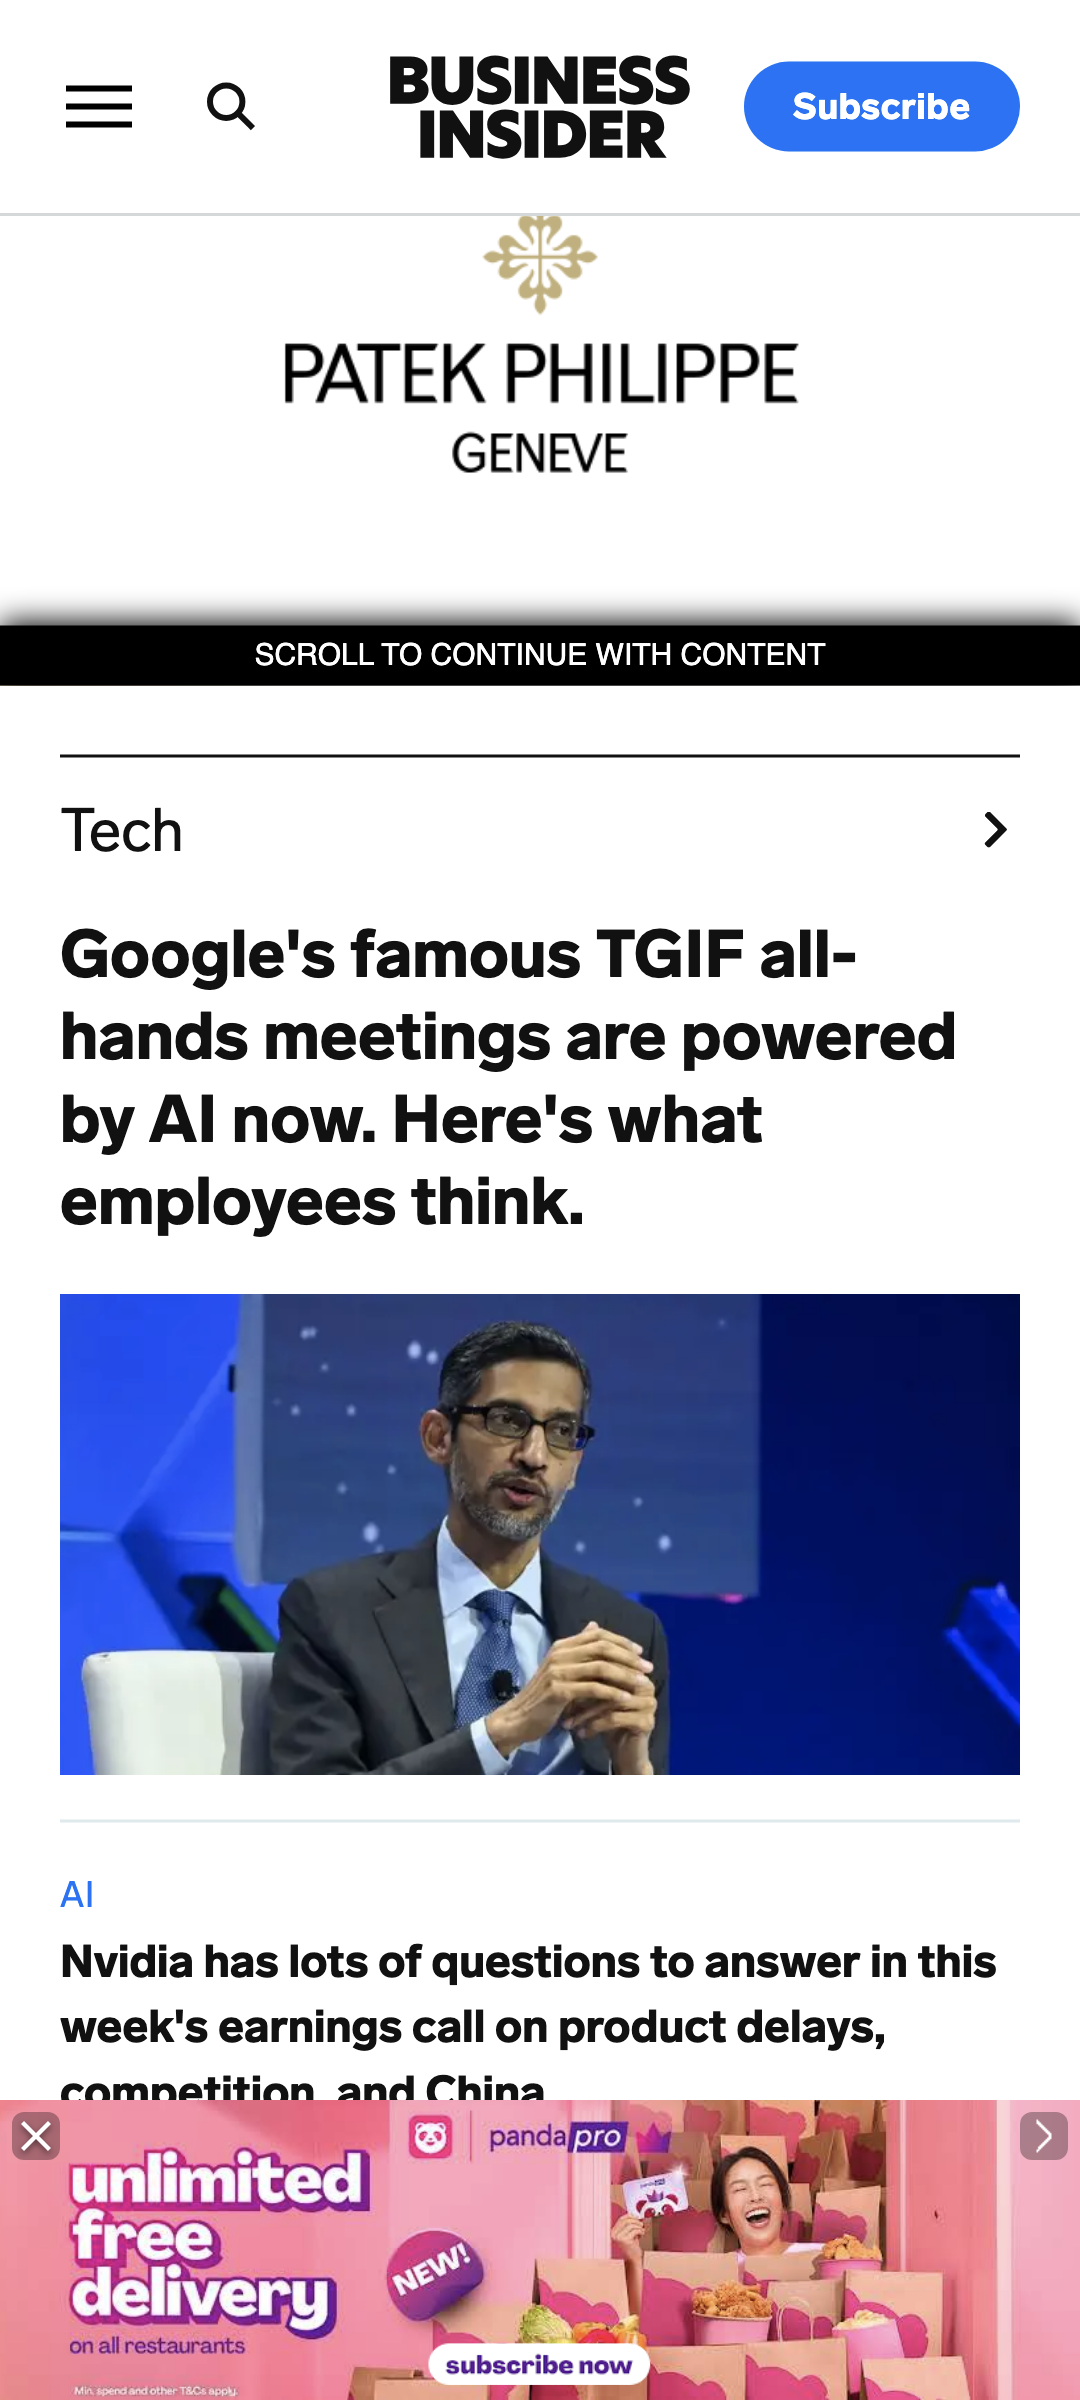 BUSINESS
INSIDER
Subscribe
PATEK PHILIPPE
GENEVE
SCROLL TO CONTINUE WITH CONTENT
Tech
Google's famous TGIF all-
hands meetings are powered
by AI now. Here's what
employees think.
AI
Nvidia has lots of questions to answer in this
week's earnings call on product delays,
competition, and China
panda pro
unlimited
free
delivery
on all restaurants
NEW!
subscribe now
Min. spend and other T&Cs apply.